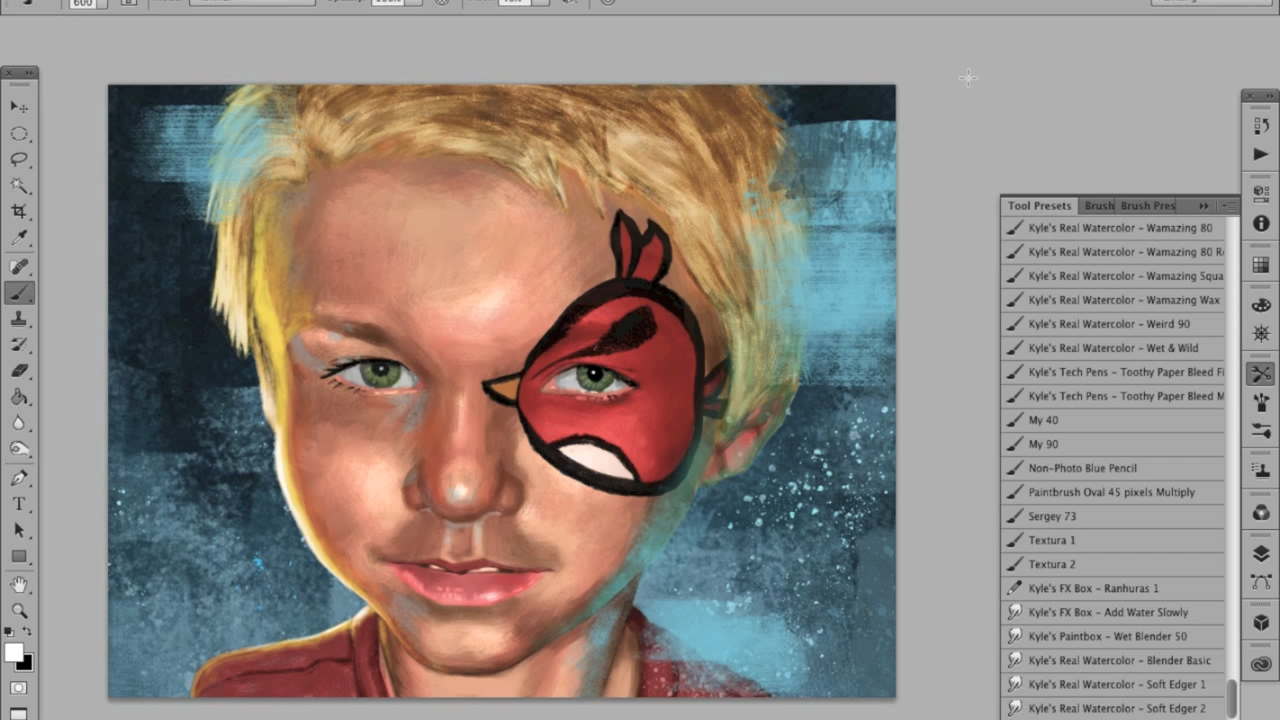 600
Tool Presets Brush Brush Pres
Kyle's Real Watercolor - Wamazing 80
Kyle's Real Watercolor - Wamazing 80 R
Kyle's Real Watercolor - Wamazing Squa
Kyle's Real Watercolor - Wamazing Wax
Kyle's Real Watercolor - Weird 90
Kyle's Real Watercolor - Wet & Wild
Kyle's Tech Pens - Toothy Paper Bleed Fi
Kyle's Tech Pens - Toothy Paper Bleed M
My 40
My 90
Non-Photo Blue Pencil
Paintbrush Oval 45 pixels Multiply
Sergey 73
Textura 1
Textura 2
Kyle's FX Box - Ranhuras 1
Kyle's FX Box - Add Water Slowly
Kyle's Paintbox - Wet Blender 50
Kyle's Real Watercolor - Blender Basic
Kyle's Real Watercolor - Soft Edger 1
Kyle's Real Watercolor - Soft Edger 2